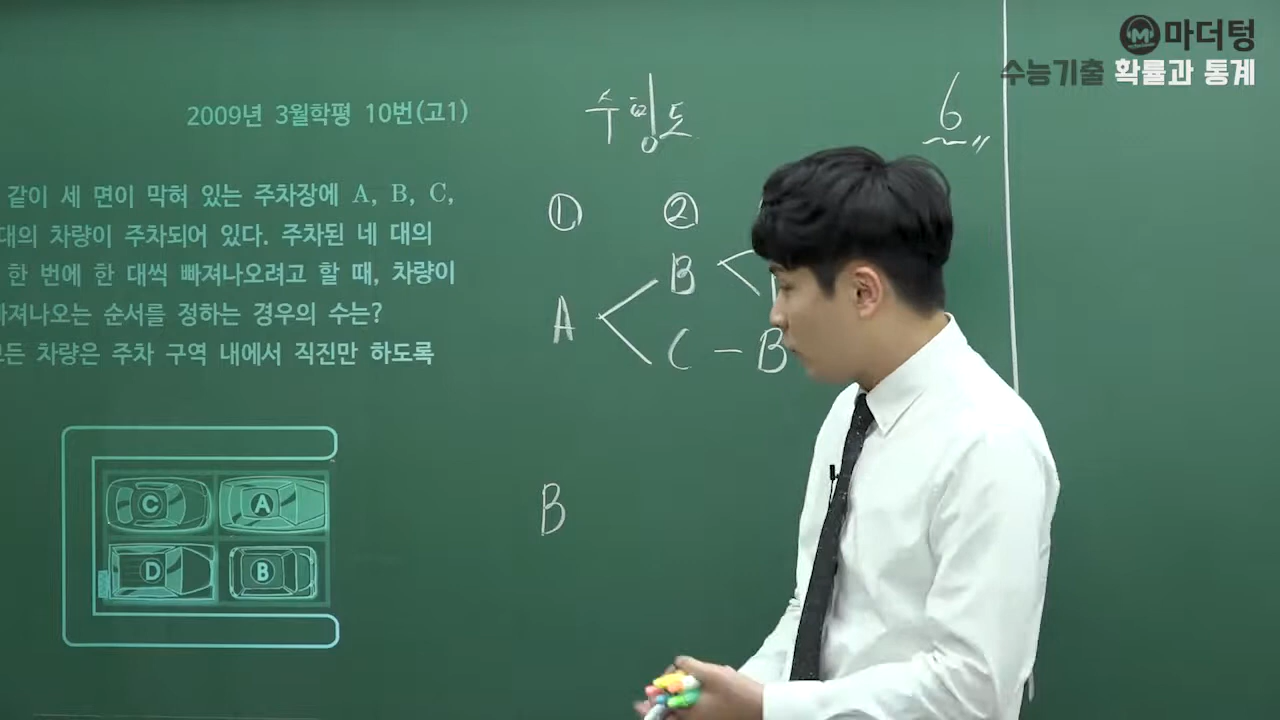 마더텅
수능기출 확률과 통계
2009년 3월학평 10번(고1)
같이 세 면이 막혀 있는 주차장에 A, B, C,
대의 차량이 주차되어 있다. 주차된 네 대의
한 번에 한 대씩 빠져나오려고 할 때, 차량이
빠져나오는 순서를 정하는 경우의 수는?
모든 차량은 주차 구역 내에서 직진만 하도록
C A
D B
수형도
6
① ②
B
A
C - B
B